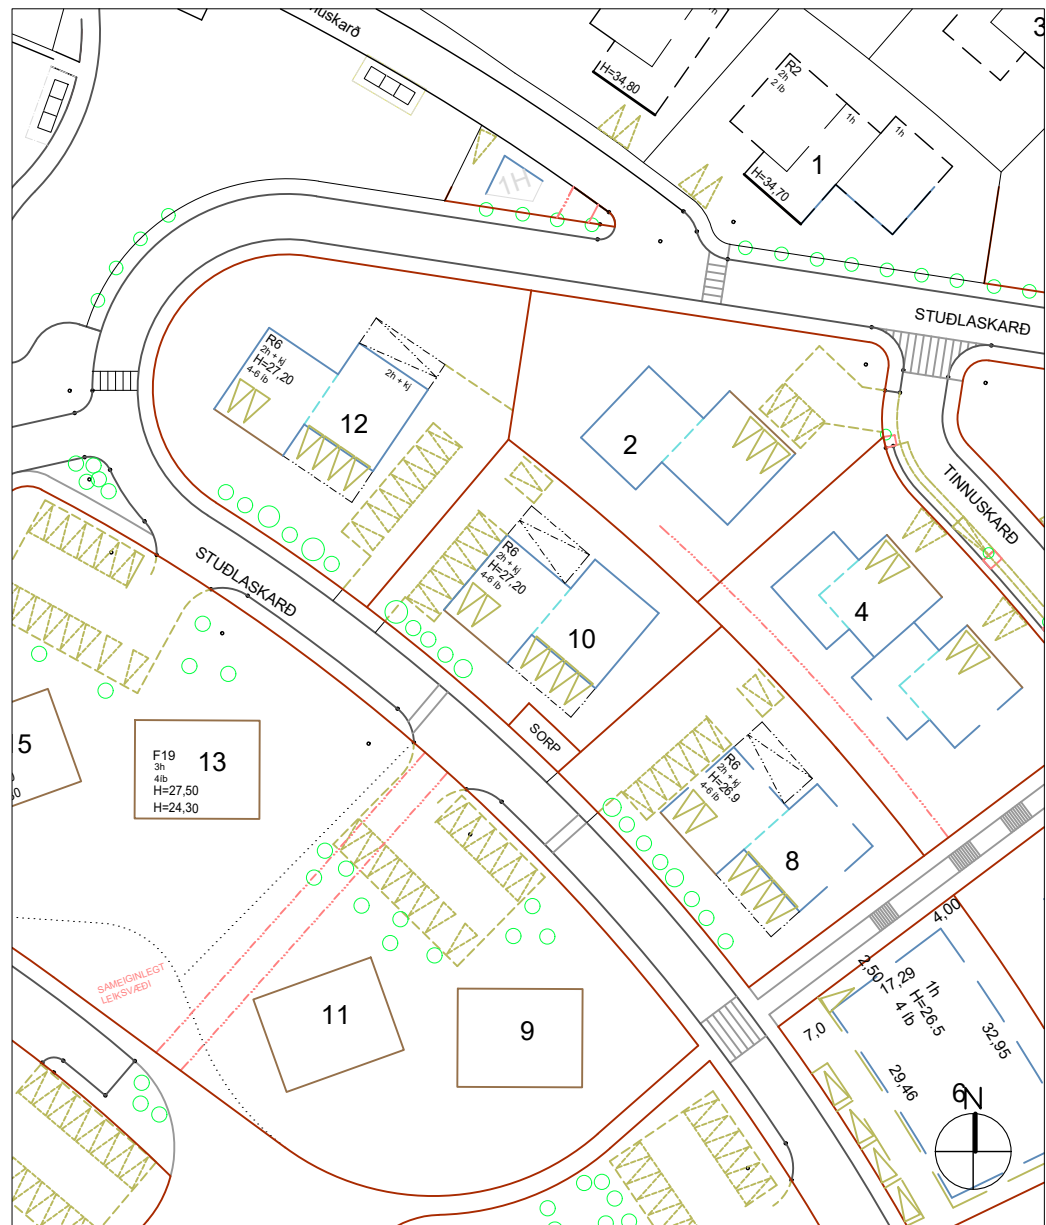 nuskarð
3
H=34,80
1h
R2
2h
2 íb
1h
1h
1
H=34,70
1H
STUÐLASKARÐ
R6
2h + kj
H=27,20
4-6 íb
2h + kj
12
2
TINNUSKARÐ
STUÐLASKARÐ
R6
2h + kj
H=27,20
4-6 íb
10
4
SORP
15
F19
3h
4íb
H=27,50
H=24,30
13
R6
2h + kj
H=26.9
4-6 íb
8
4,00
2,50
17,29
1h
H=26.5
4 íb
7,0
32,95
29,46
6
N
SAMEIGINLEGT
LEIKSVÆÐI
11
9